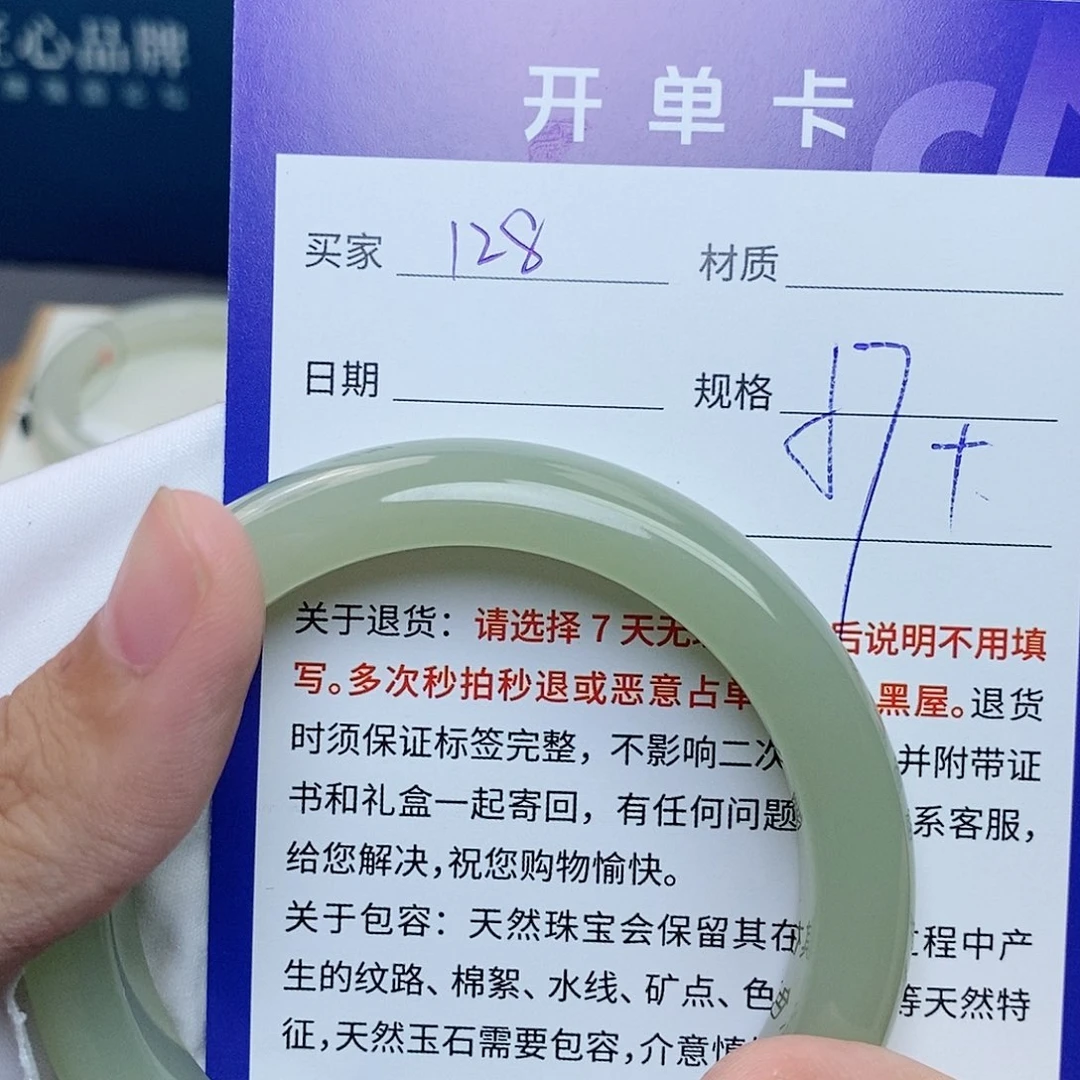 心品牌
开单卡
买家 128 材质
日期 规格
关于退货：请选择 7 天无 后说明不用填
写。多次秒拍秒退或恶意占单 黑屋。退货
时须保证标签完整，不影响二次 并附带证
书和礼盒一起寄回，有任何问题 系客服，
给您解决，祝您购物愉快。
关于包容：天然珠宝会保留其在 程中产
生的纹路、棉絮、水线、矿点、色 等天然特
征，天然玉石需要包容，介意慎